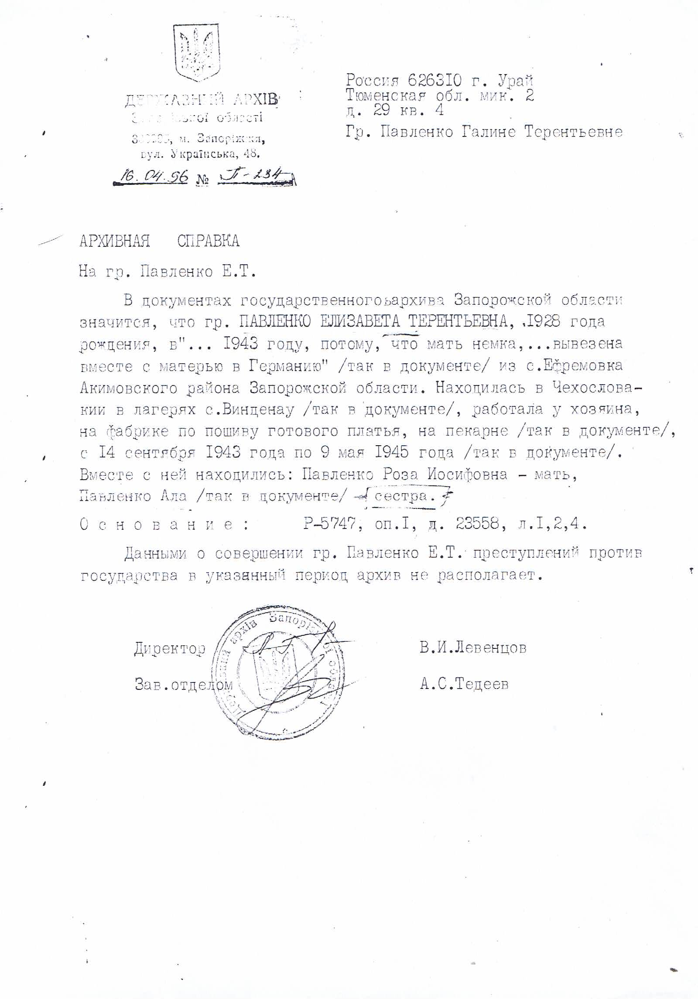 ДЕРЖАВНИЙ АРХІВ
області
м. Запоріжжя,
вул. Українська, 48.
16.04.96 № П-234
Россия 626310 г. Урай
Тюменская обл. мик. 2
д. 29 кв. 4
Гр. Павленко Галине Терентьевне
АРХИВНАЯ СПРАВКА
На гр. Павленко Е.Т.
В документах государственного архива Запорожской области
значится, что гр. ПАВЛЕНКО ЕЛИЗАВЕТА ТЕРЕНТЬЕВНА, 1928 года
рождения, в"... 1943 году, потому, что мать немка,...вывезена
вместе с матерью в Германию" /так в документе/ из с.Ефремовка
Акимовского района Запорожской области. Находилась в Чехослова-
кии в лагерях с.Винденау /так в документе/, работала у хозяина,
на фабрике по пошиву готового платья, на пекарне /так в документе/,
с 14 сентября 1943 года по 9 мая 1945 года /так в документе/.
Вместе с ней находились: Павленко Роза Иосифовна - мать,
Павленко Ала /так в документе/ - сестра.
Основание: Р-5747, оп.1, д. 23558, л.1,2,4.
Данными о совершении гр. Павленко Е.Т. преступлений против
государства в указанный период архив не располагает.
Державний архів Запорізької області
Директор В.И.Левенцов
Зав.отделом А.С.Тедеев